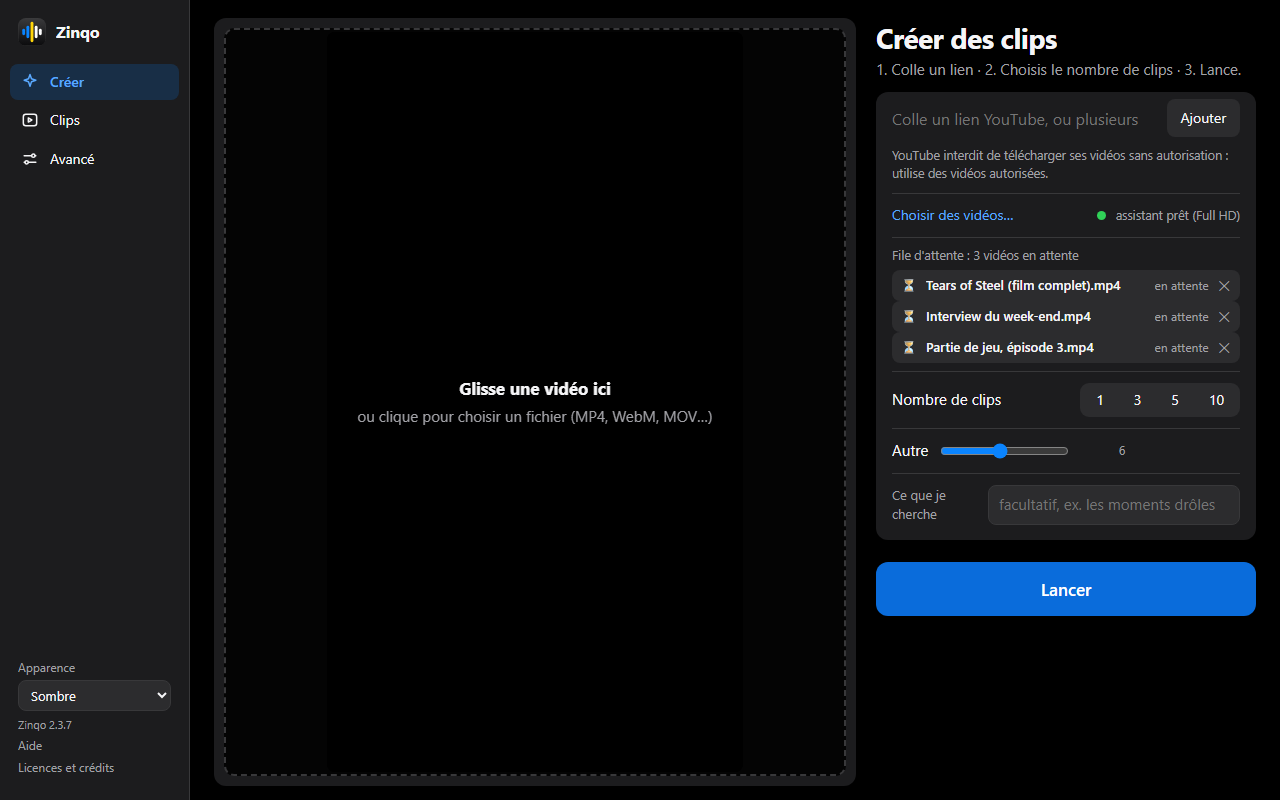 Zinqo
Créer
Clips
Avancé
Apparence
Sombre
Zinqo 2.3.7
Aide
Licences et crédits
Glisse une vidéo ici
ou clique pour choisir un fichier (MP4, WebM, MOV...)
Créer des clips
1. Colle un lien · 2. Choisis le nombre de clips · 3. Lance.
Colle un lien YouTube, ou plusieurs
Ajouter
YouTube interdit de télécharger ses vidéos sans autorisation :
utilise des vidéos autorisées.
Choisir des vidéos...
assistant prêt (Full HD)
File d'attente : 3 vidéos en attente
Tears of Steel (film complet).mp4 en attente
Interview du week-end.mp4 en attente
Partie de jeu, épisode 3.mp4 en attente
Nombre de clips 1 3 5 10
Autre 6
Ce que je
cherche
facultatif, ex. les moments drôles
Lancer